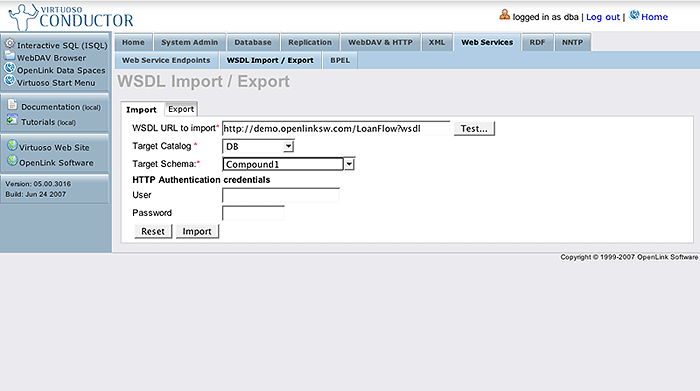 VIRTUOSO
CONDUCTOR
logged in as dba | Log out | Home
Interactive SQL (ISQL)
WebDAV Browser
OpenLink Data Spaces
Virtuoso Start Menu
Documentation (local)
Tutorials (local)
Virtuoso Web Site
OpenLink Software
Version: 05.00.3016
Build: Jun 24 2007
Home System Admin Database Replication WebDAV & HTTP XML Web Services RDF NNTP
Web Service Endpoints WSDL Import / Export BPEL
WSDL Import / Export
Import Export
WSDL URL to import* http://demo.openlinksw.com/LoanFlow?wsdl Test...
Target Catalog * DB
Target Schema:* Compound1
HTTP Authentication credentials
User
Password
Reset Import
Copyright © 1999-2007 OpenLink Software